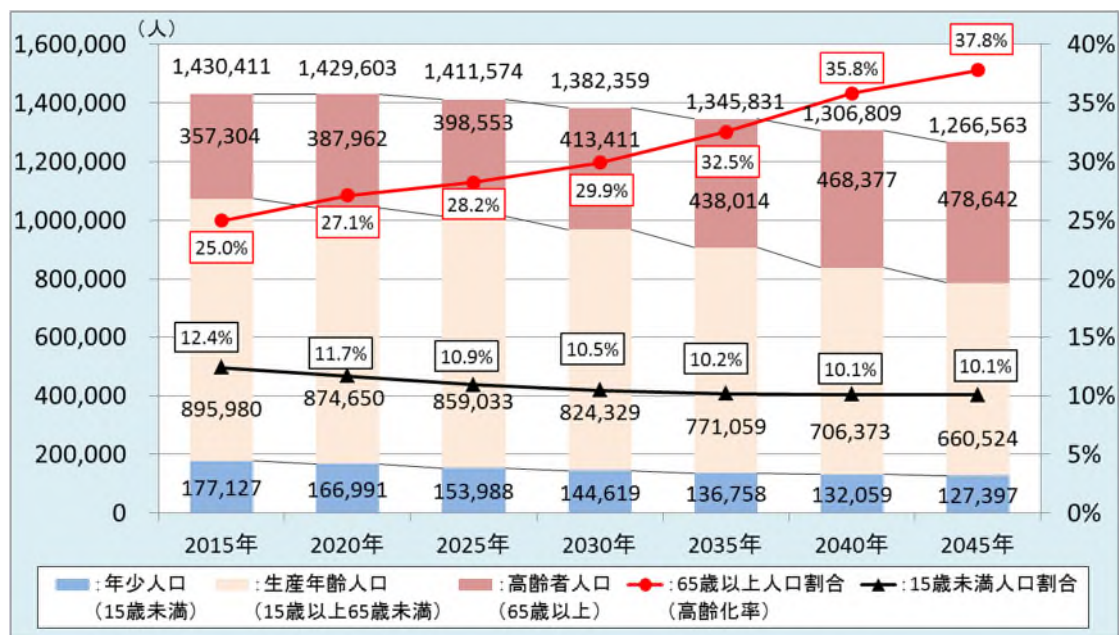 （人）
1,600,000
1,400,000
1,200,000
1,000,000
800,000
600,000
400,000
200,000
0
40%
35%
30%
25%
20%
15%
10%
5%
0%
1,430,411 1,429,603 1,411,574 1,382,359 1,345,831 1,306,809 1,266,563
357,304 387,962 398,553 413,411 438,014 468,377 478,642
25.0% 27.1% 28.2% 29.9% 32.5% 35.8% 37.8%
12.4% 11.7% 10.9% 10.5% 10.2% 10.1% 10.1%
895,980 874,650 859,033 824,329 771,059 706,373 660,524
177,127 166,991 153,988 144,619 136,758 132,059 127,397
2015年 2020年 2025年 2030年 2035年 2040年 2045年
：年少人口 ：生産年齢人口 ：高齢者人口 ：65歳以上人口割合 ：15歳未満人口割合
（15歳未満） （15歳以上65歳未満） （65歳以上） （高齢化率）